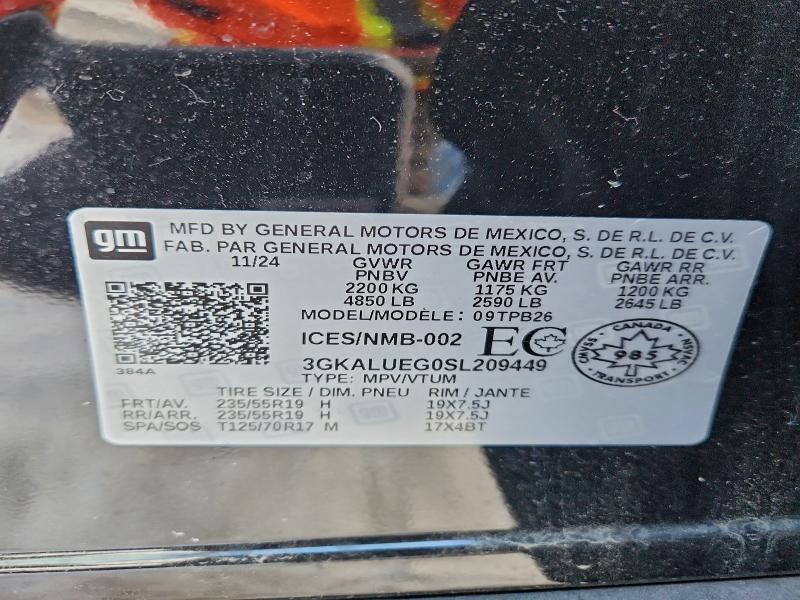 gm
MFD BY GENERAL MOTORS DE MEXICO, S. DE R.L. DE C.V.
FAB. PAR GENERAL MOTORS DE MEXICO, S. DE R.L. DE C.V.
11/24 GVWR GAWR FRT GAWR RR
PNBV PNBE AV. PNBE ARR.
2200 KG 1175 KG 1200 KG
4850 LB 2590 LB 2645 LB
MODEL/MODÈLE: 09TPB26
ICES/NMB-002 EC
CANADA
SVMAC 985 NVAC
TRANSPORT
3GKALUEG0SL209449
384A
TYPE: MPV/VTUM
TIRE SIZE / DIM. PNEU RIM / JANTE
FRT/AV. 235/55R19 H 19X7.5J
RR/ARR. 235/55R19 H 19X7.5J
SPA/SOS T125/70R17 M 17X4BT